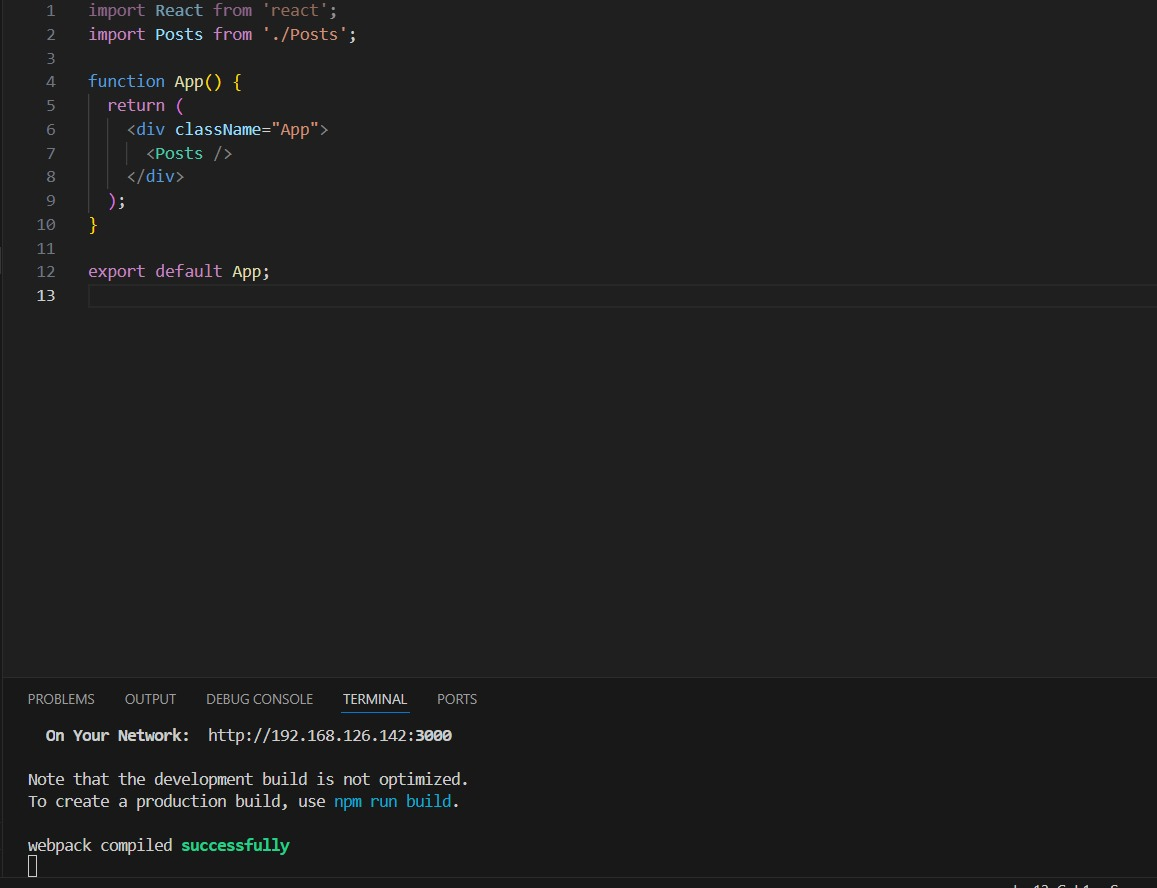 1 import React from 'react';
2 import Posts from './Posts';
3
4 function App() {
5   return (
6     <div className="App">
7       <Posts />
8     </div>
9   );
10 }
11
12 export default App;
13
PROBLEMS OUTPUT DEBUG CONSOLE TERMINAL PORTS
On Your Network: http://192.168.126.142:3000
Note that the development build is not optimized.
To create a production build, use npm run build.
webpack compiled successfully